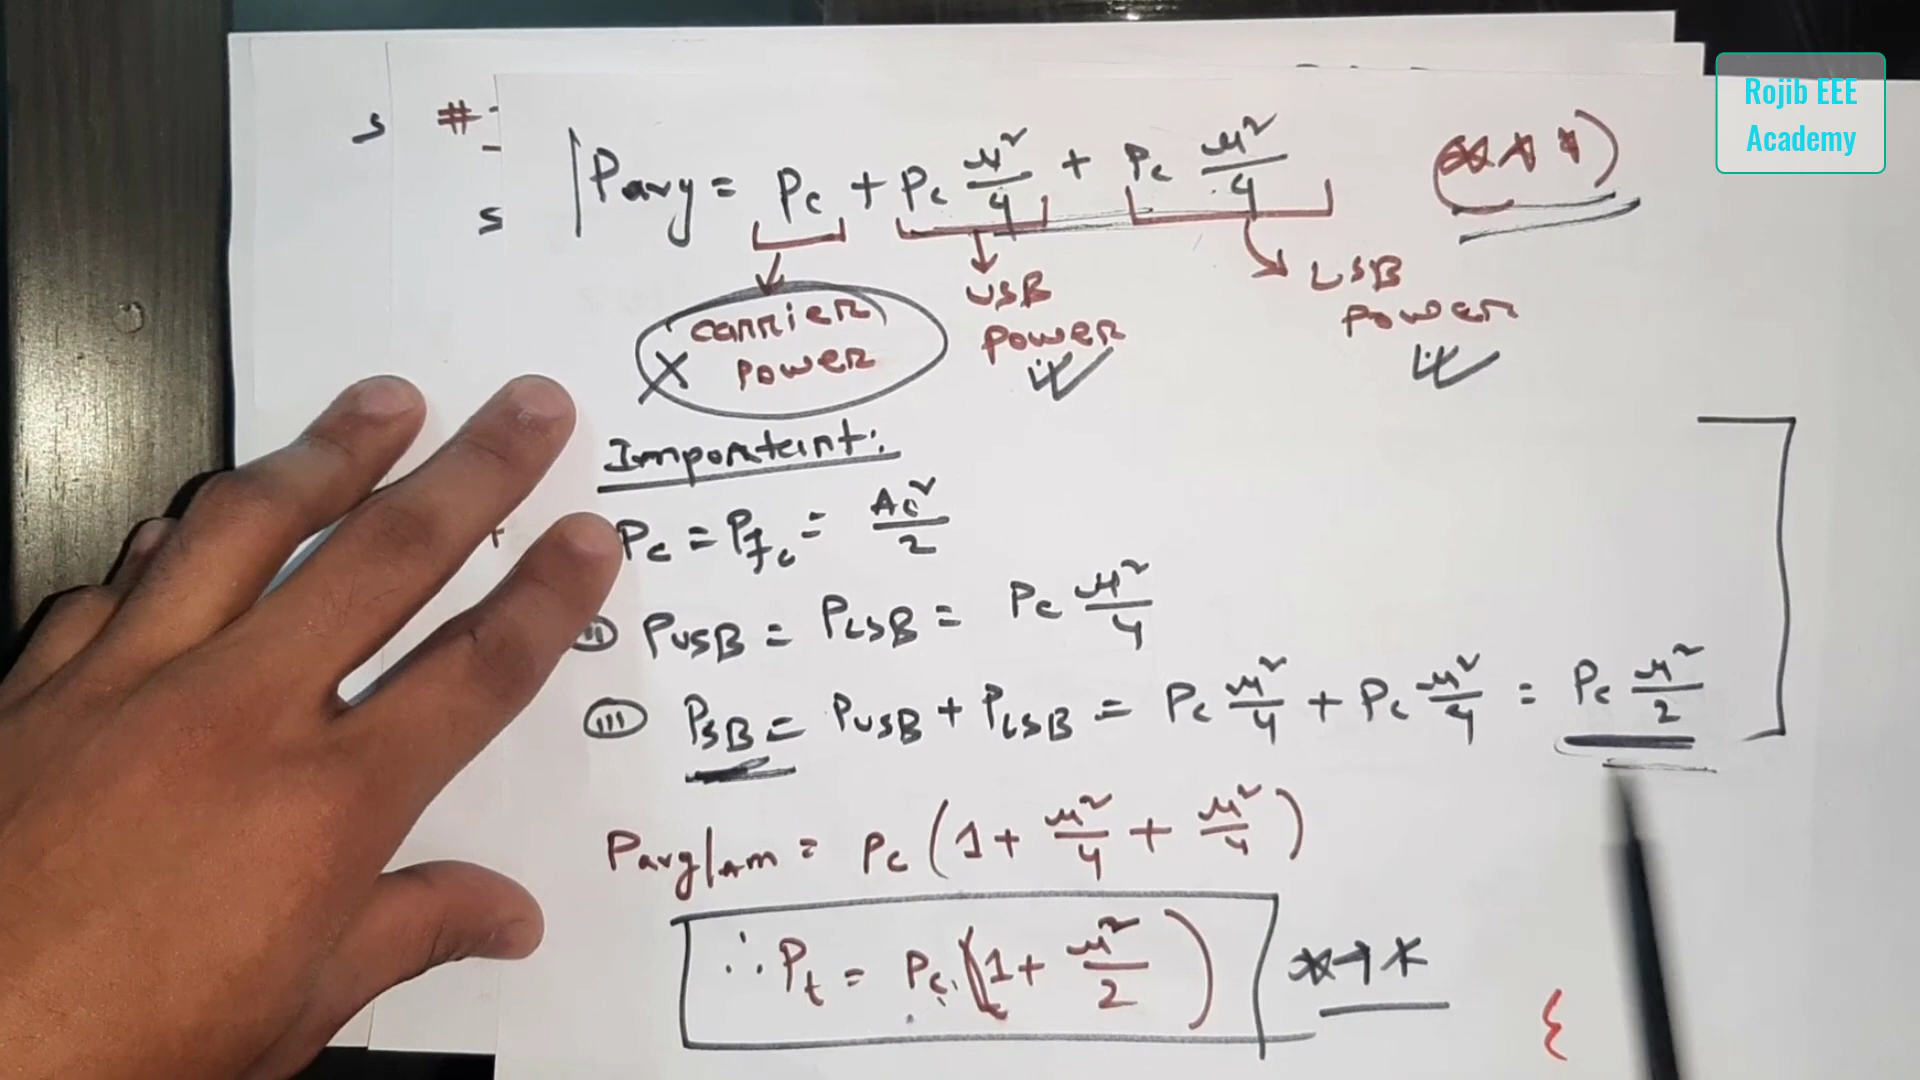 Rojib EEE
Academy
s #
s
Pavg = Pc + Pc μ²/4 + Pc μ²/4 (***)
carrier
power
USB
power
LSB
power
Important:
Pc = Pfc = Ac²/2
(ii) PUSB = PLSB = Pc μ²/4
(iii) PSB = PUSB + PLSB = Pc μ²/4 + Pc μ²/4 = Pc μ²/2
Pavg|Am = Pc (1 + μ²/4 + μ²/4)
∴ Pt = Pc. (1 + μ²/2) ***